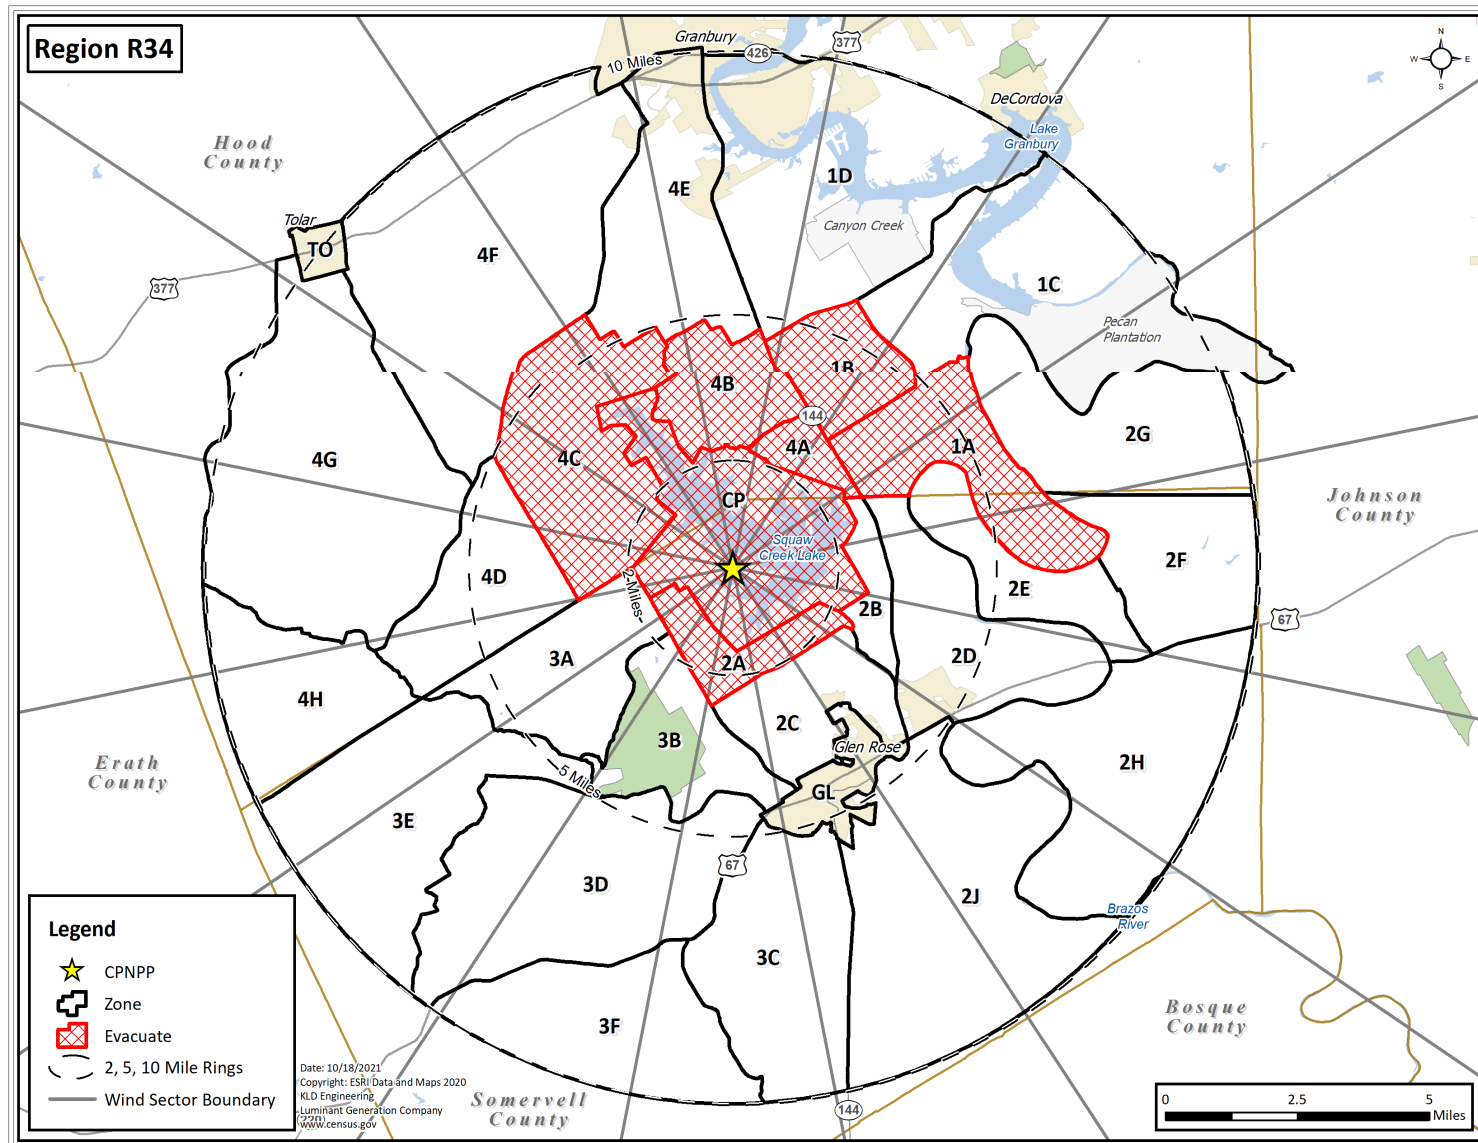 Region R34
Granbury
426
377
10 Miles
N
W
E
S
DeCordova
Lake
Granbury
Hood
County
4E
1D
Tolar
TO
Canyon Creek
4F
377
1C
Pecan
Plantation
1B
4B
144
2G
4A
1A
4C
4G
CP
Johnson
County
Squaw
Creek Lake
2F
4D
2-Miles
2E
2B
67
3A
2A
2D
4H
2C
3B
Glen Rose
Erath
County
2H
5 Miles
GL
3E
67
3D
2J
Brazos
River
3C
Bosque
County
3F
Legend
CPNPP
Zone
Evacuate
2, 5, 10 Mile Rings
Wind Sector Boundary
Date: 10/18/2021
Copyright: ESRI Data and Maps 2020
KLD Engineering
Luminant Generation Company
www.census.gov
220
Somervell
County
144
0
2.5
5
Miles